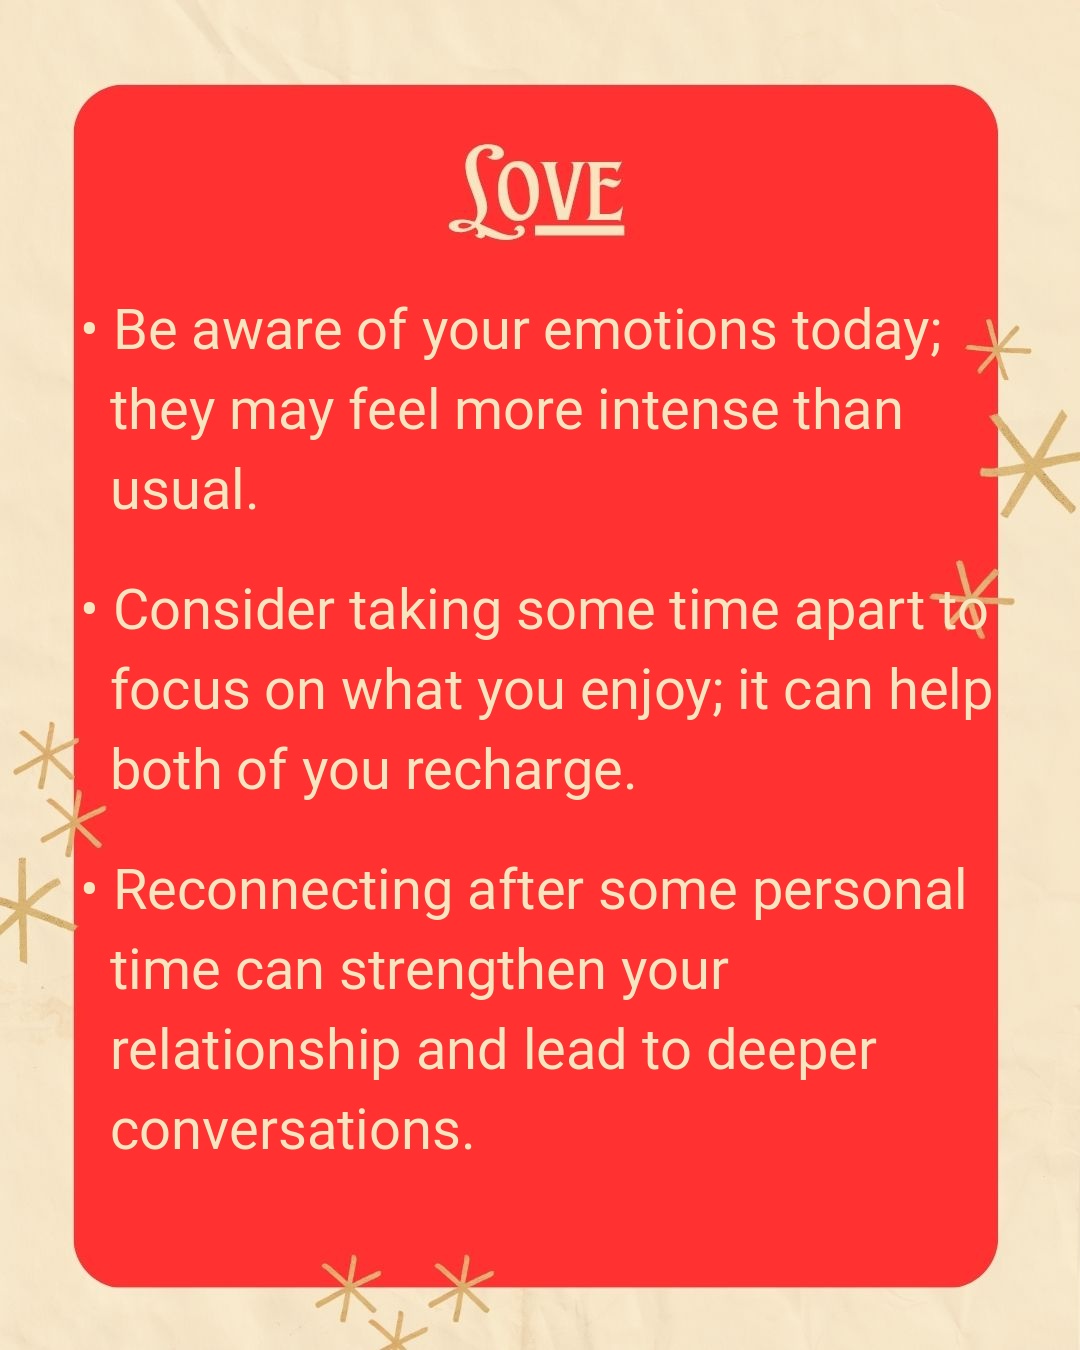 Love
• Be aware of your emotions today;
they may feel more intense than
usual.
• Consider taking some time apart to
focus on what you enjoy; it can help
both of you recharge.
• Reconnecting after some personal
time can strengthen your
relationship and lead to deeper
conversations.